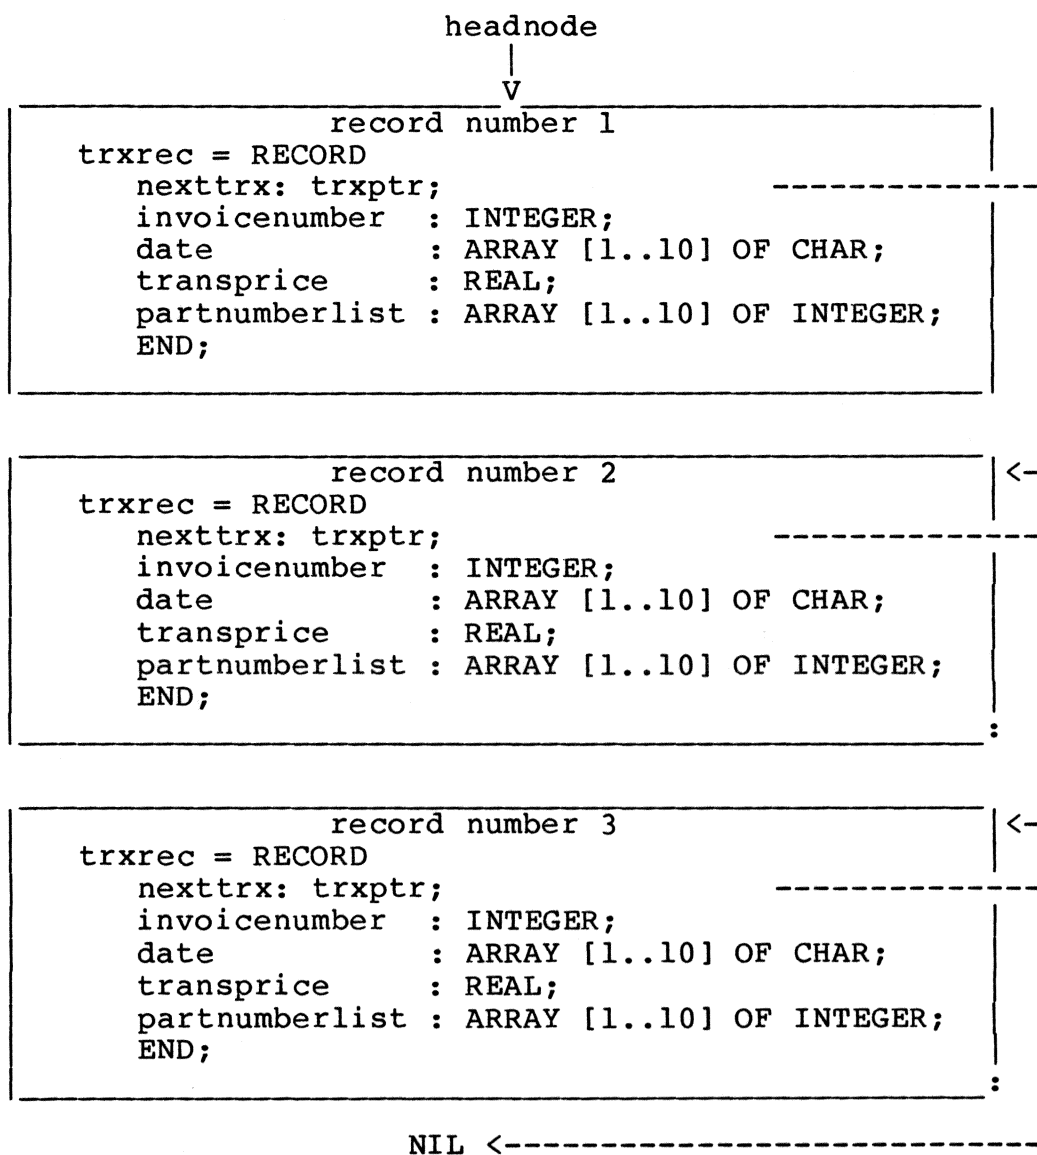 headnode
|
V
record number 1
trxrec = RECORD
nexttrx: trxptr; -------------------
invoicenumber : INTEGER;
date : ARRAY [1..10] OF CHAR;
transprice : REAL;
partnumberlist : ARRAY [1..10] OF INTEGER;
END;
record number 2 <-
trxrec = RECORD
nexttrx: trxptr; -------------------
invoicenumber : INTEGER;
date : ARRAY [1..10] OF CHAR;
transprice : REAL;
partnumberlist : ARRAY [1..10] OF INTEGER;
END;
:
record number 3 <-
trxrec = RECORD
nexttrx: trxptr; -------------------
invoicenumber : INTEGER;
date : ARRAY [1..10] OF CHAR;
transprice : REAL;
partnumberlist : ARRAY [1..10] OF INTEGER;
END;
:
NIL <----------------------------